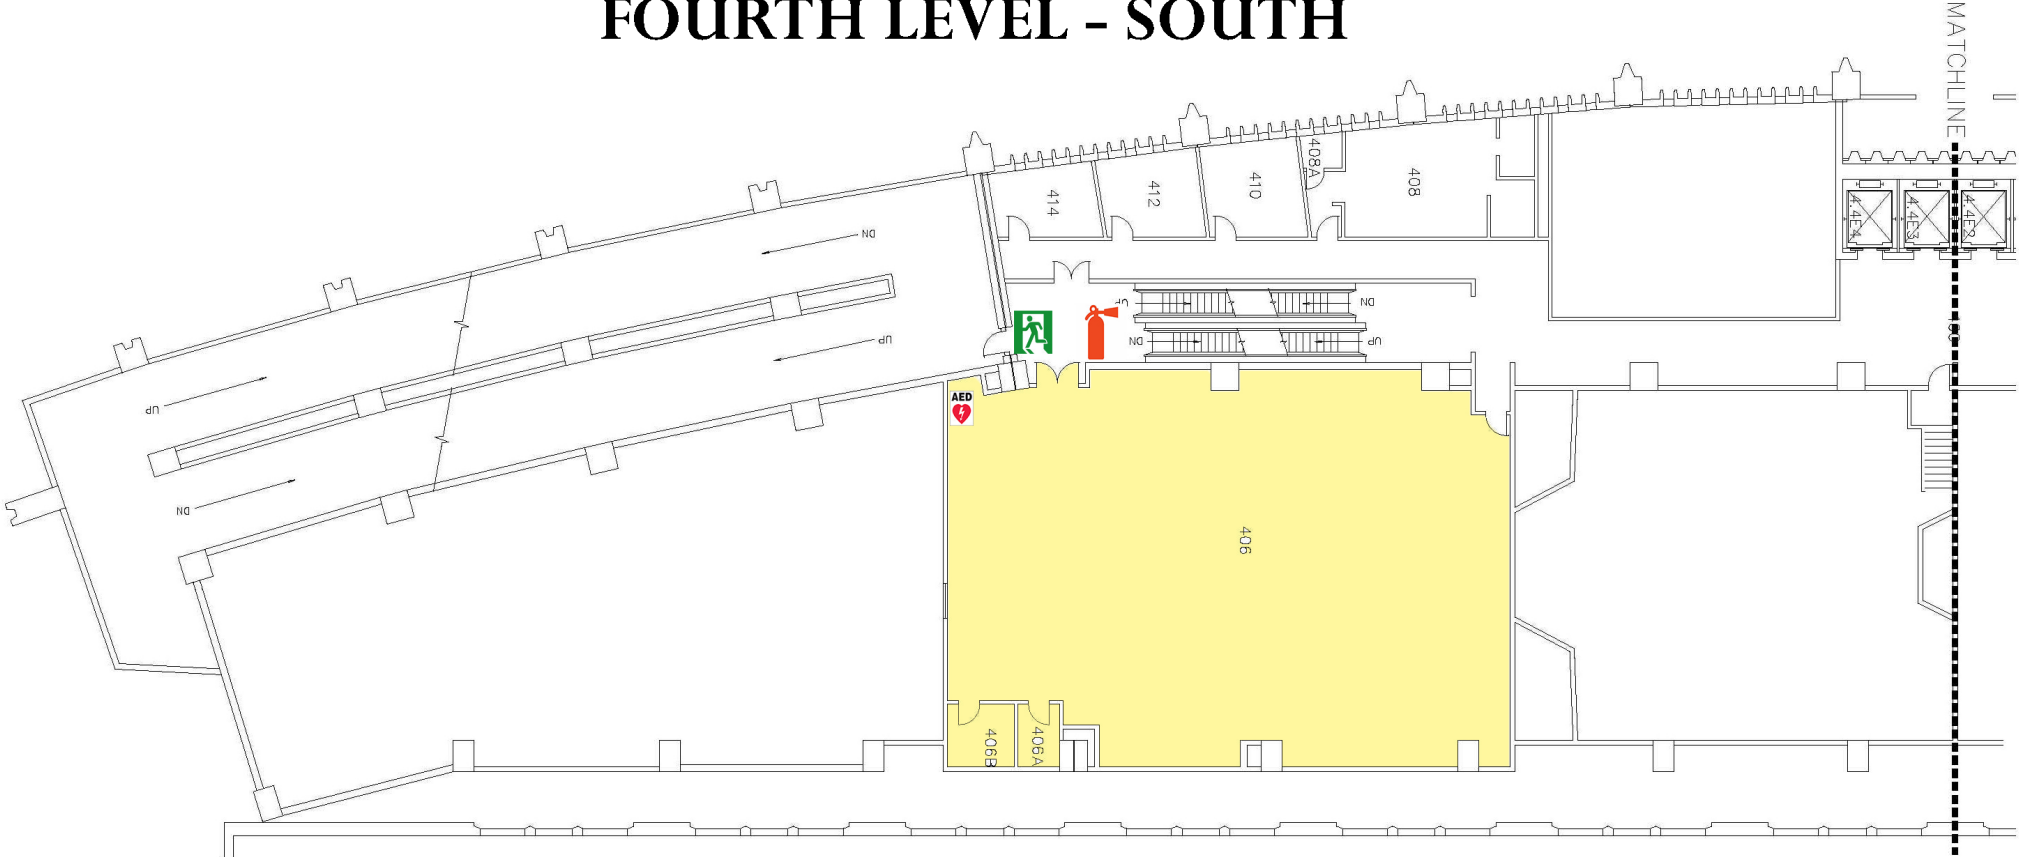 FOURTH LEVEL - SOUTH
MATCHLINE
408A
408
410
412
414
4.4E4
4.4E3
4.4E2
DN
DN
UP
DN
UP
UP
UP
DN
AED
406
406B
406A